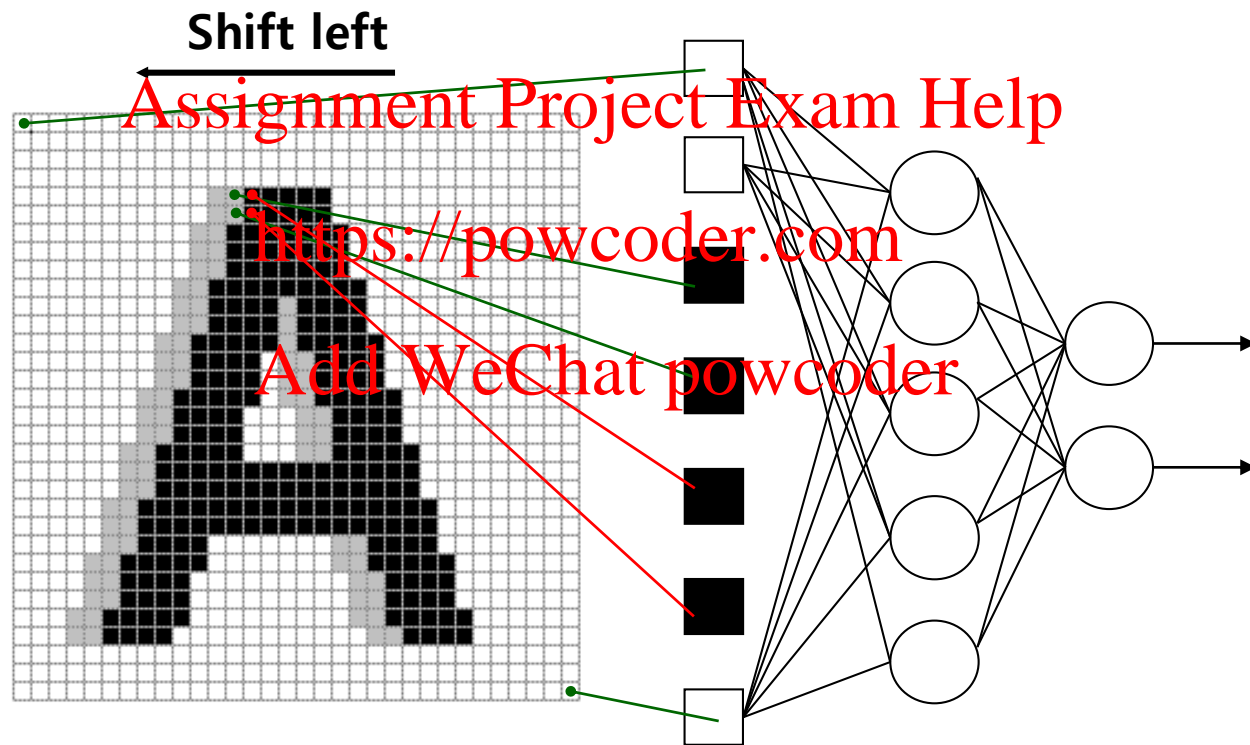 Shift left
Assignment Project Exam Help
https://powcoder.com
Add WeChat powcoder